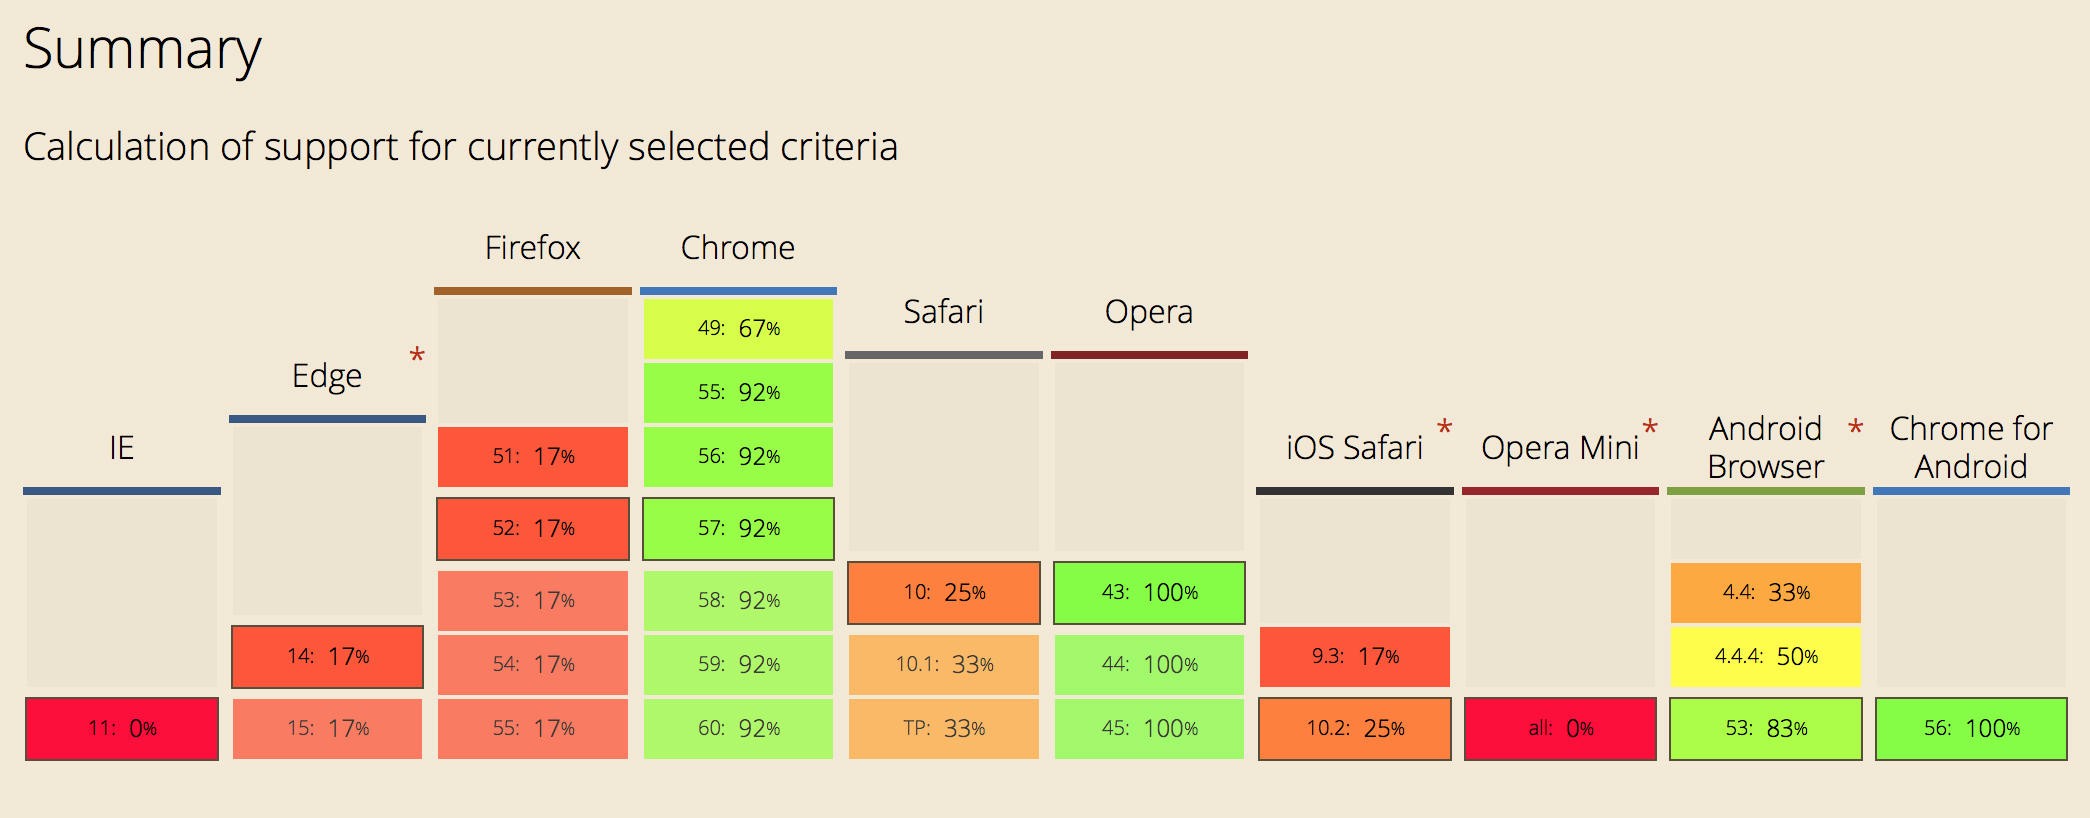 Summary
Calculation of support for currently selected criteria
IE
11: 0%
Edge *
14: 17%
15: 17%
Firefox
51: 17%
52: 17%
53: 17%
54: 17%
55: 17%
Chrome
49: 67%
55: 92%
56: 92%
57: 92%
58: 92%
59: 92%
60: 92%
Safari
10: 25%
10.1: 33%
TP: 33%
Opera
43: 100%
44: 100%
45: 100%
iOS Safari *
9.3: 17%
10.2: 25%
Opera Mini *
all: 0%
Android *
Browser
4.4: 33%
4.4.4: 50%
53: 83%
Chrome for
Android
56: 100%